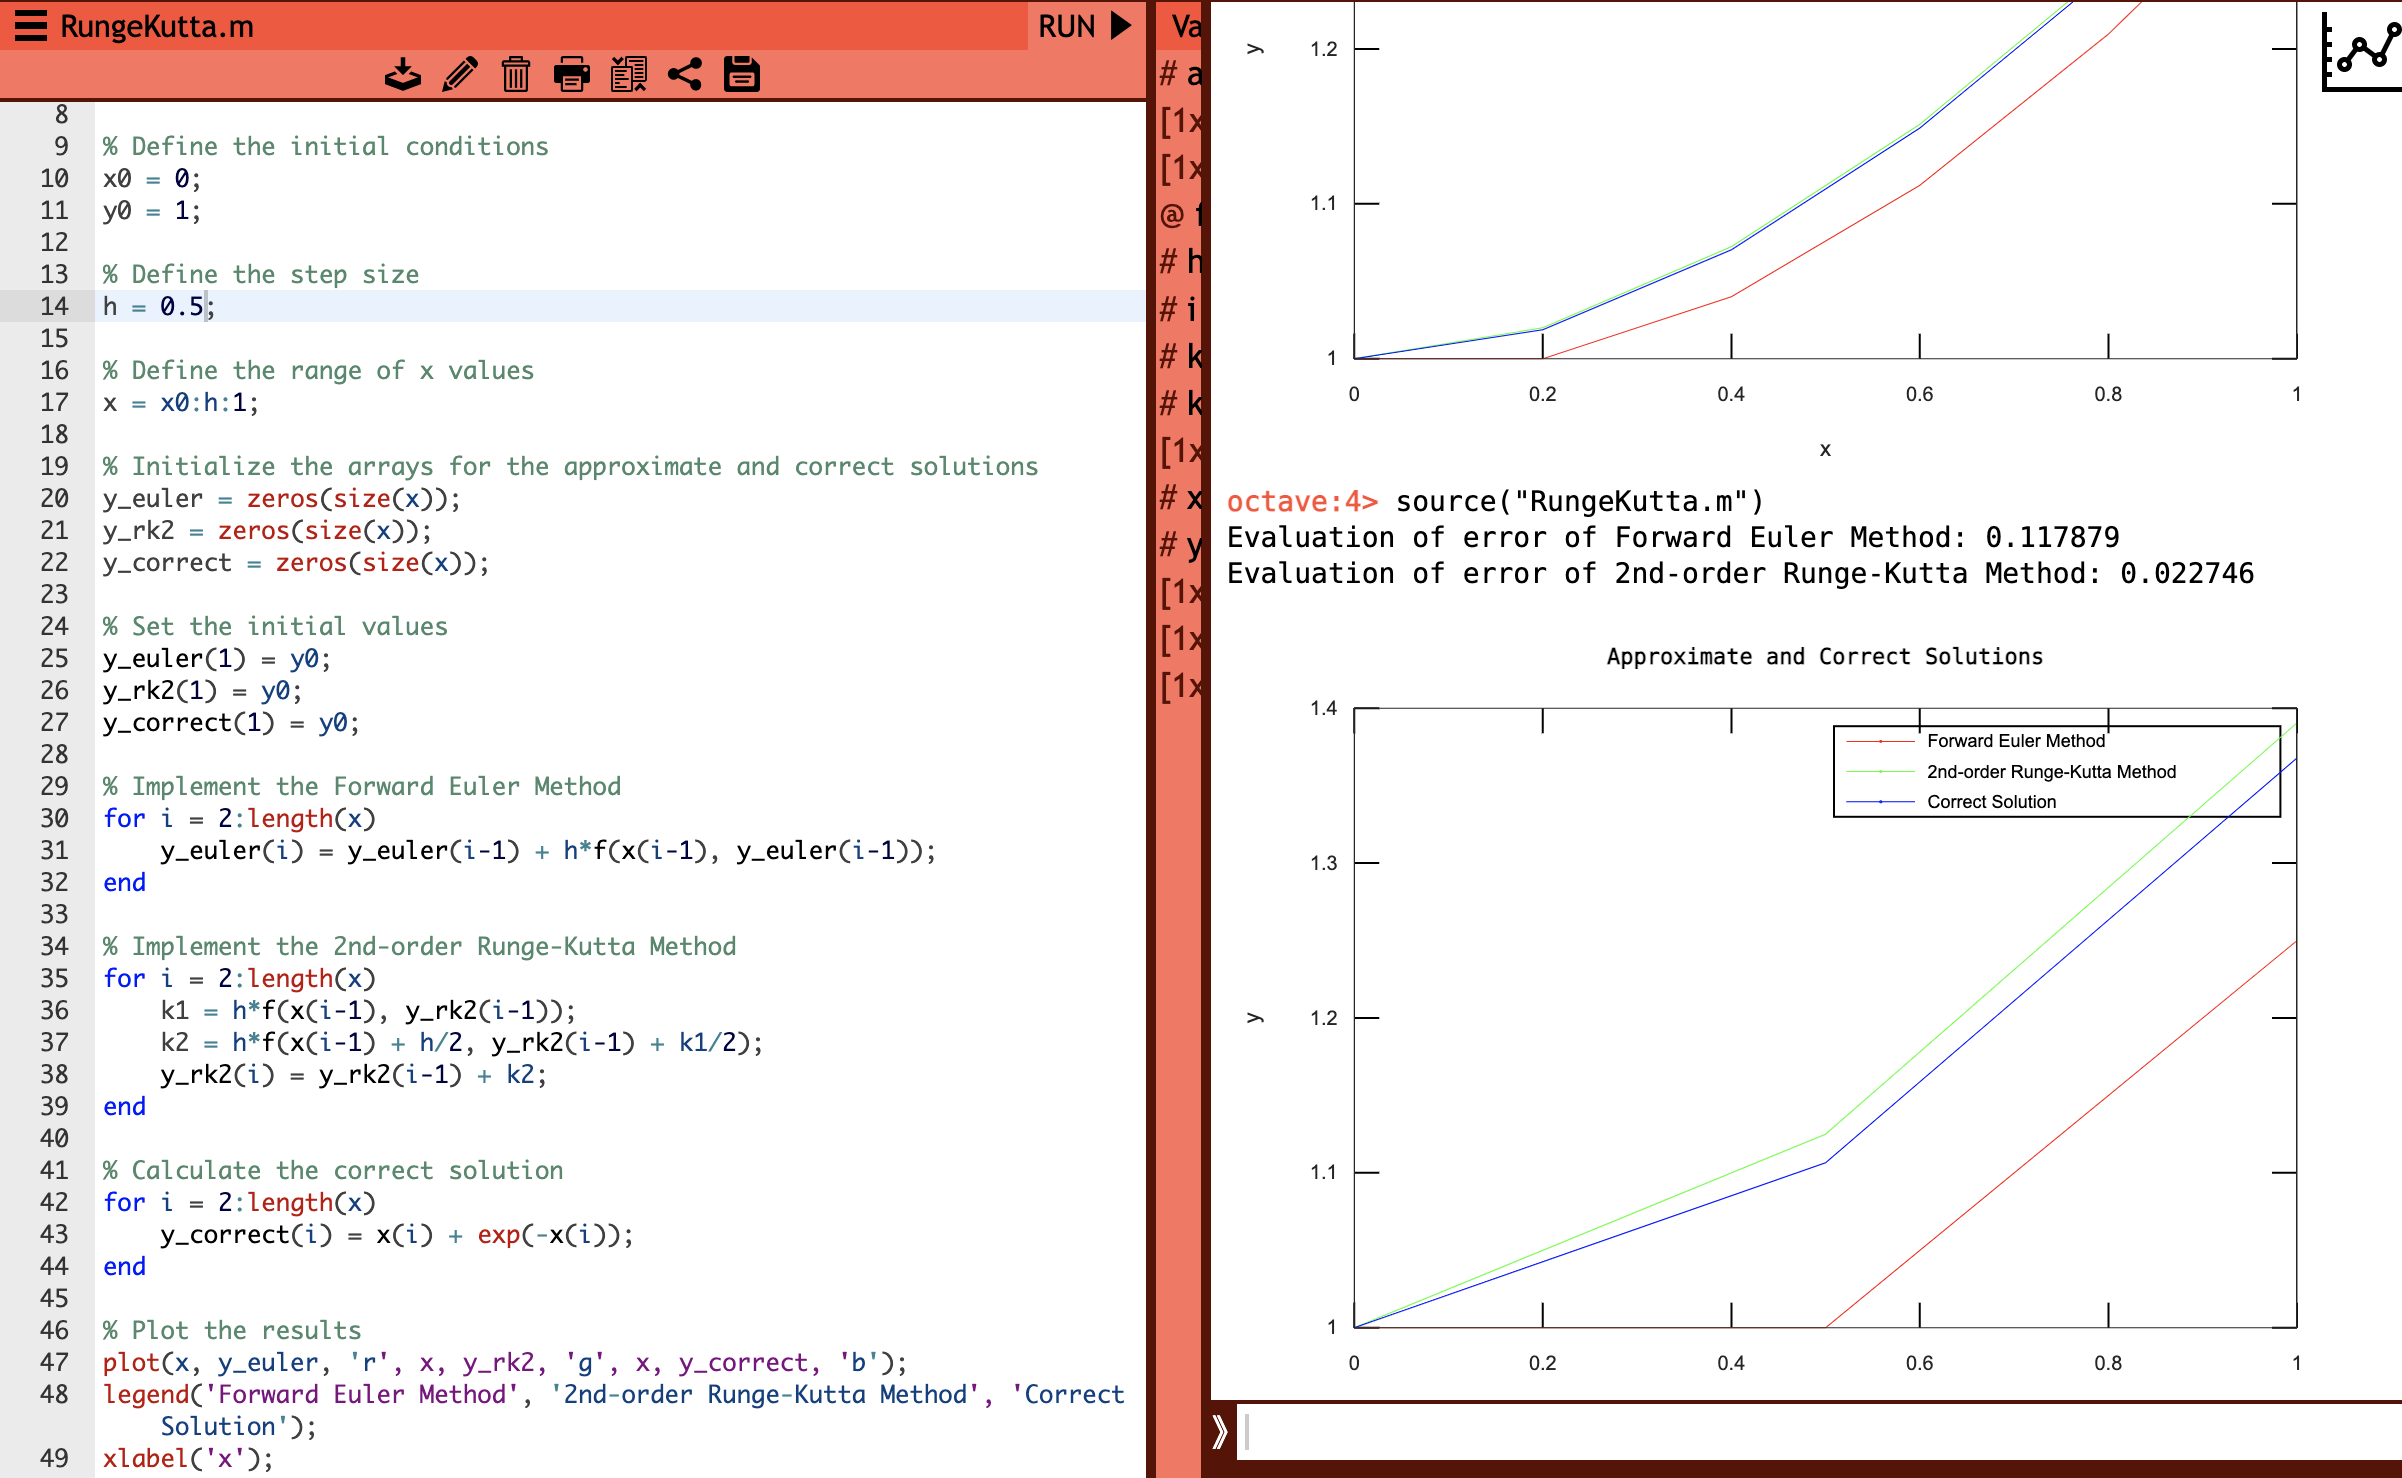 RungeKutta.m
RUN
8
9 % Define the initial conditions
10 x0 = 0;
11 y0 = 1;
12
13 % Define the step size
14 h = 0.5;
15
16 % Define the range of x values
17 x = x0:h:1;
18
19 % Initialize the arrays for the approximate and correct solutions
20 y_euler = zeros(size(x));
21 y_rk2 = zeros(size(x));
22 y_correct = zeros(size(x));
23
24 % Set the initial values
25 y_euler(1) = y0;
26 y_rk2(1) = y0;
27 y_correct(1) = y0;
28
29 % Implement the Forward Euler Method
30 for i = 2:length(x)
31 y_euler(i) = y_euler(i-1) + h*f(x(i-1), y_euler(i-1));
32 end
33
34 % Implement the 2nd-order Runge-Kutta Method
35 for i = 2:length(x)
36 k1 = h*f(x(i-1), y_rk2(i-1));
37 k2 = h*f(x(i-1) + h/2, y_rk2(i-1) + k1/2);
38 y_rk2(i) = y_rk2(i-1) + k2;
39 end
40
41 % Calculate the correct solution
42 for i = 2:length(x)
43 y_correct(i) = x(i) + exp(-x(i));
44 end
45
46 % Plot the results
47 plot(x, y_euler, 'r', x, y_rk2, 'g', x, y_correct, 'b');
48 legend('Forward Euler Method', '2nd-order Runge-Kutta Method', 'Correct
Solution');
49 xlabel('x');
Va
# a
[1x
[1x
@ f
# h
# i
# k
# k
[1x
# x
# y
[1x
[1x
[1x
y
1.2
1.1
1
0 0.2 0.4 0.6 0.8 1
x
octave:4> source("RungeKutta.m")
Evaluation of error of Forward Euler Method: 0.117879
Evaluation of error of 2nd-order Runge-Kutta Method: 0.022746
Approximate and Correct Solutions
1.4
Forward Euler Method
2nd-order Runge-Kutta Method
Correct Solution
1.3
y
1.2
1.1
1
0 0.2 0.4 0.6 0.8 1